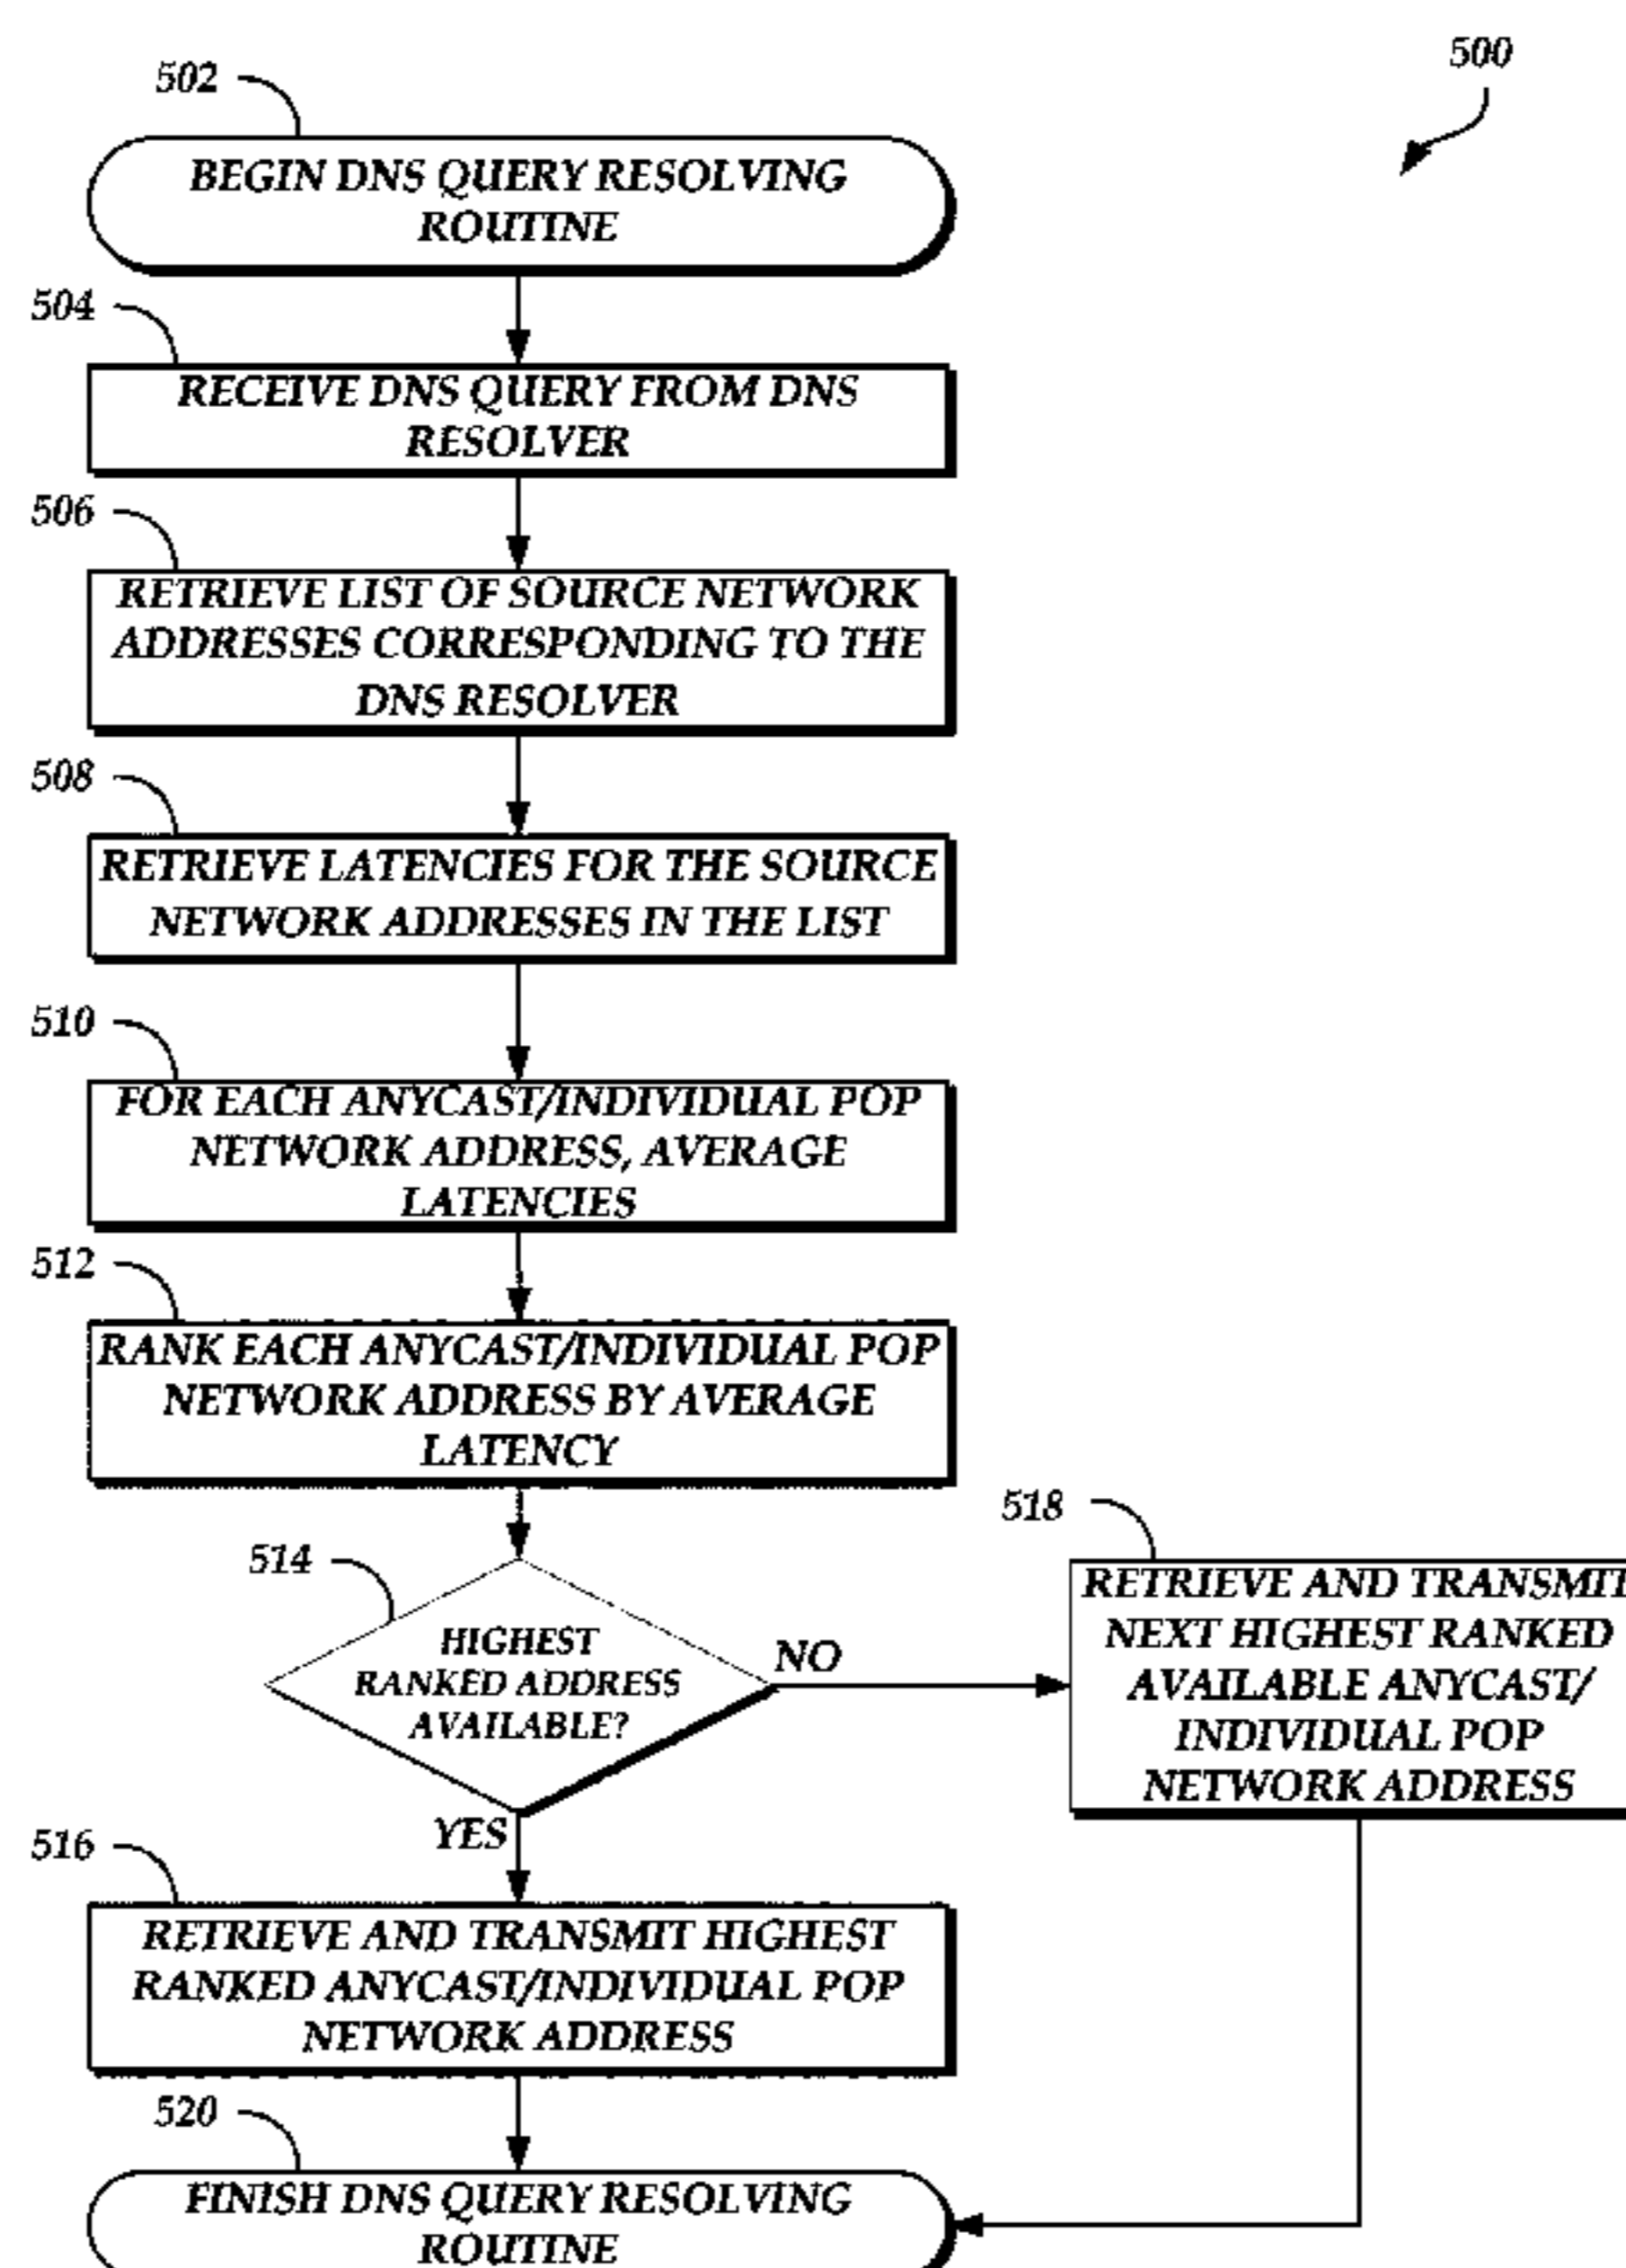 500
502
BEGIN DNS QUERY RESOLVING
ROUTINE
504
RECEIVE DNS QUERY FROM DNS
RESOLVER
506
RETRIEVE LIST OF SOURCE NETWORK
ADDRESSES CORRESPONDING TO THE
DNS RESOLVER
508
RETRIEVE LATENCIES FOR THE SOURCE
NETWORK ADDRESSES IN THE LIST
510
FOR EACH ANYCAST/INDIVIDUAL POP
NETWORK ADDRESS, AVERAGE
LATENCIES
512
RANK EACH ANYCAST/INDIVIDUAL POP
NETWORK ADDRESS BY AVERAGE
LATENCY
514
HIGHEST
RANKED ADDRESS
AVAILABLE?
NO
YES
518
RETRIEVE AND TRANSMIT
NEXT HIGHEST RANKED
AVAILABLE ANYCAST/
INDIVIDUAL POP
NETWORK ADDRESS
516
RETRIEVE AND TRANSMIT HIGHEST
RANKED ANYCAST/INDIVIDUAL POP
NETWORK ADDRESS
520
FINISH DNS QUERY RESOLVING
ROUTINE